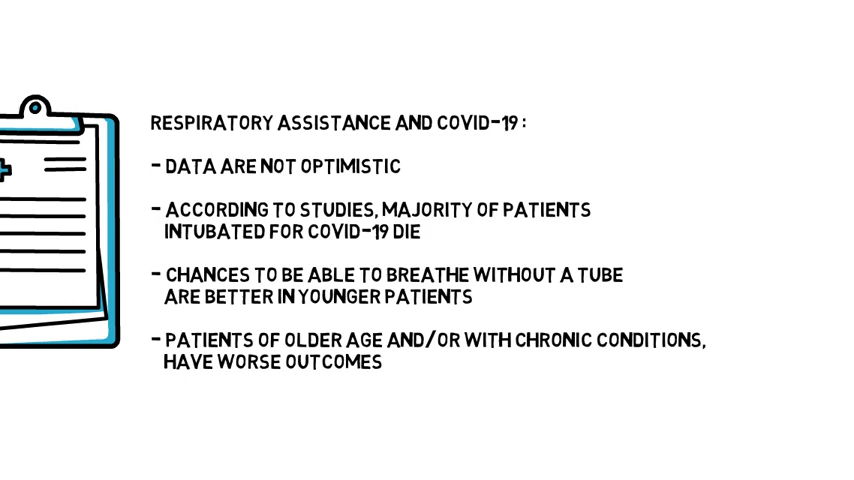 RESPIRATORY ASSISTANCE AND COVID-19 :
- DATA ARE NOT OPTIMISTIC
- ACCORDING TO STUDIES, MAJORITY OF PATIENTS
INTUBATED FOR COVID-19 DIE
- CHANCES TO BE ABLE TO BREATHE WITHOUT A TUBE
ARE BETTER IN YOUNGER PATIENTS
- PATIENTS OF OLDER AGE AND/OR WITH CHRONIC CONDITIONS,
HAVE WORSE OUTCOMES